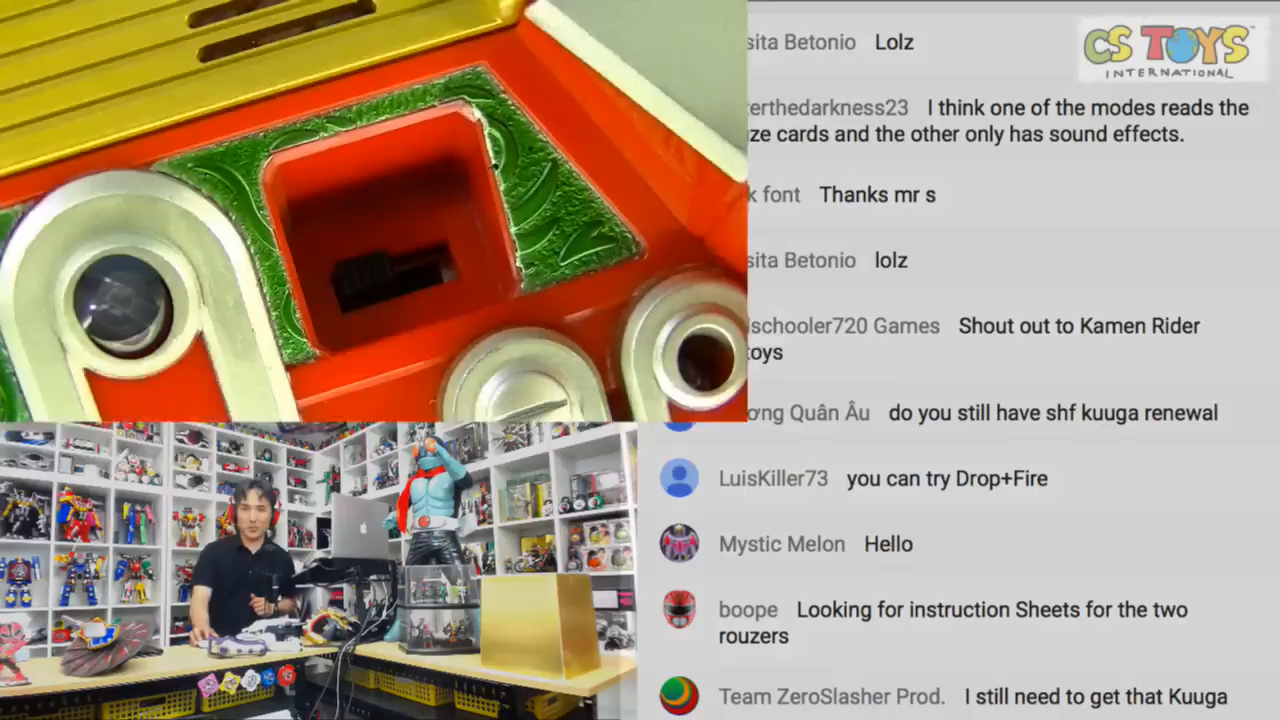 CS TOYS
INTERNATIONAL
sita Betonio Lolz
terthedarkness23 I think one of the modes reads the
ze cards and the other only has sound effects.
k font Thanks mr s
sita Betonio lolz
schooler720 Games Shout out to Kamen Rider
toys
ơng Quân Âu do you still have shf kuuga renewal
LuisKiller73 you can try Drop+Fire
Mystic Melon Hello
boope Looking for instruction Sheets for the two
rouzers
Team ZeroSlasher Prod. I still need to get that Kuuga